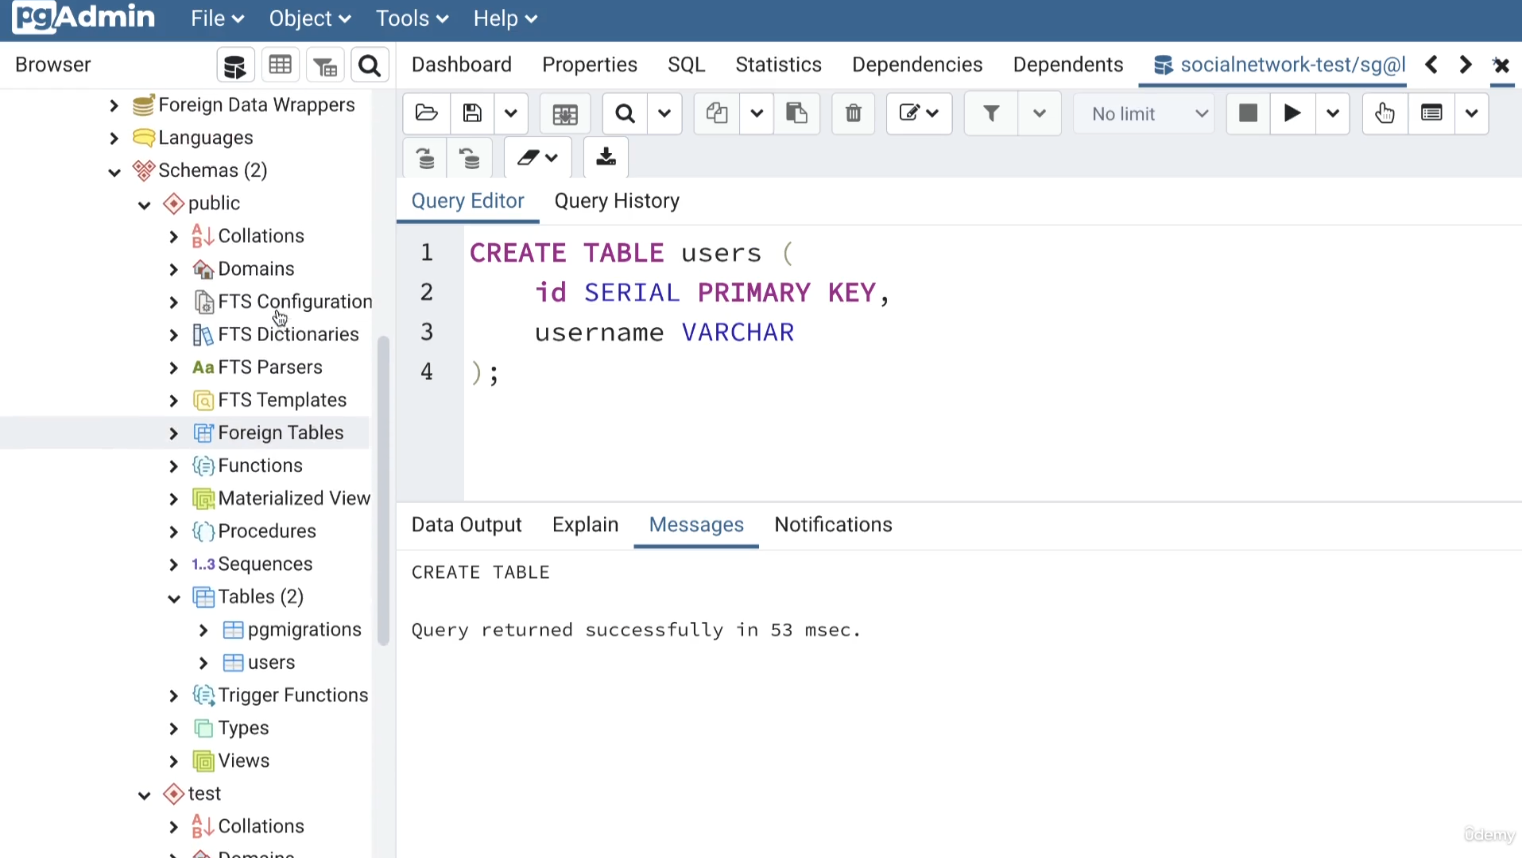 pgAdmin File Object Tools Help
Browser
Dashboard Properties SQL Statistics Dependencies Dependents socialnetwork-test/sg@l
No limit
Foreign Data Wrappers
Languages
Schemas (2)
public
Collations
Domains
FTS Configuration
FTS Dictionaries
Aa FTS Parsers
FTS Templates
Foreign Tables
Functions
Materialized View
Procedures
1..3 Sequences
Tables (2)
pgmigrations
users
Trigger Functions
Types
Views
test
Collations
Domains
Query Editor Query History
1 CREATE TABLE users (
2 id SERIAL PRIMARY KEY,
3 username VARCHAR
4 );
Data Output Explain Messages Notifications
CREATE TABLE
Query returned successfully in 53 msec.
ûdemy